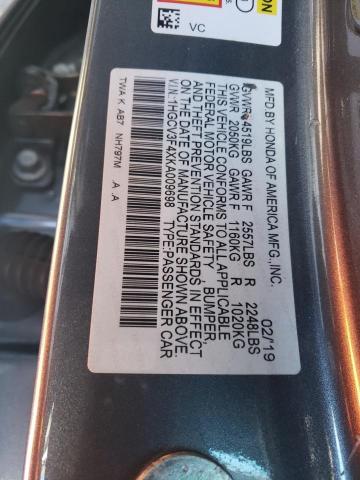 ON
s.
VC
MFD BY HONDA OF AMERICA MFG., INC. 02/19
GVWR 4519LBS GAWR F 2557LBS R 2248LBS
GVWR 2050KG GAWR F 1160KG R 1020KG
THIS VEHICLE CONFORMS TO ALL APPLICABLE
FEDERAL MOTOR VEHICLE SAFETY, BUMPER,
AND THEFT PREVENTION STANDARDS IN EFFECT
ON THE DATE OF MANUFACTURE SHOWN ABOVE.
V.I.N: 1HGCV3F4XKA009698 TYPE:PASSENGER CAR
TWA K AB7 NH797M A . A